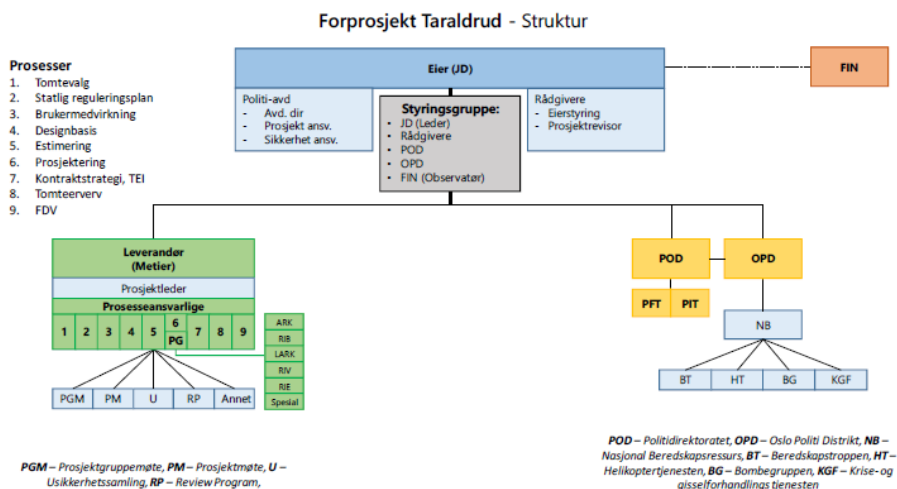 Forprosjekt Taraldrud - Struktur
Prosesser
1. Tomtevalg
2. Statlig reguleringsplan
3. Brukermedvirkning
4. Designbasis
5. Estimering
6. Prosjektering
7. Kontraktstrategi, TEI
8. Tomteerverv
9. FDV
Eier (JD)
FIN
Politi-avd
- Avd. dir
- Prosjekt ansv.
- Sikkerhet ansv.
Styringsgruppe:
• JD (Leder)
• Rådgivere
• POD
• OPD
• FIN (Observatør)
Rådgivere
- Eierstyring
- Prosjektrevisor
Leverandør
(Metier)
Prosjektleder
Prosesseansvarlige
1 2 3 4 5 6 7 8 9
PG
ARK
RIB
LARK
RIV
RIE
Spesial
PGM PM U RP Annet
POD OPD
PFT PIT
NB
BT HT BG KGF
PGM – Prosjektgruppemøte, PM – Prosjektmøte, U –
Usikkerhetssamling, RP – Review Program,
POD – Politidirektoratet, OPD – Oslo Politi Distrikt, NB –
Nasjonal Beredskapsressurs, BT – Beredskapstroppen, HT –
Helikoptertjenesten, BG – Bombegruppen, KGF – Krise- og
gisselforhandlings tjenesten